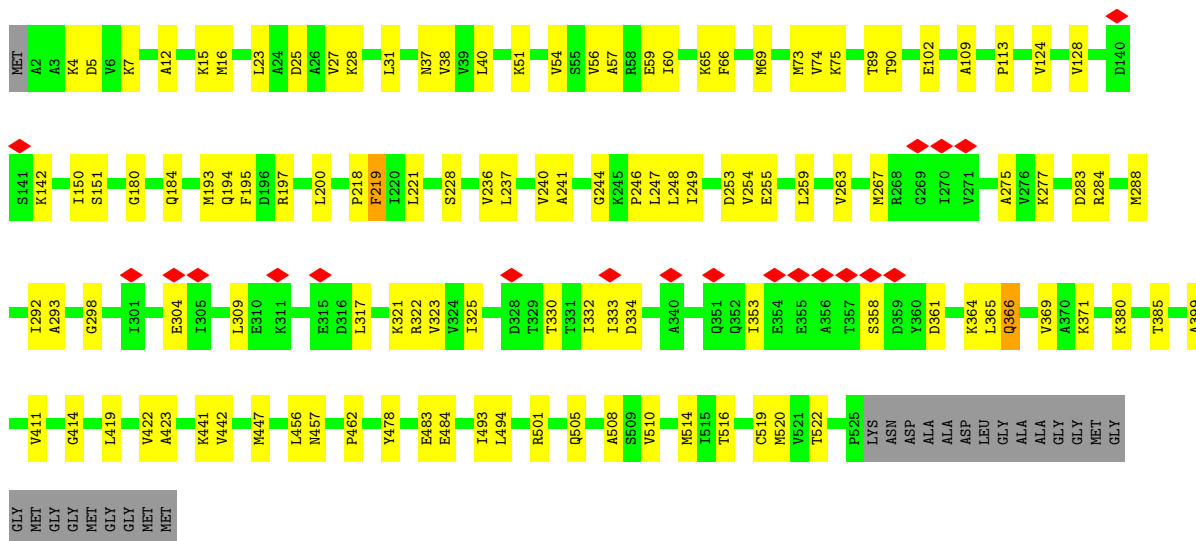 MET A2 A3 K4 D5 V6 K7 A12 K15 M16 L23 A24 D25 A26 V27 K28 L31 N37 V38 V39 L40 K51 V54 S55 V56 A57 R58 E59 I60 K65 F66 M69 M73 V74 K75 T89 T90 E102 A109 P113 V124 V128 D140
S141 K142 I150 S151 G180 Q184 M193 Q194 F195 D196 R197 L200 P218 F219 I220 L221 S228 V236 L237 V240 A241 G244 K245 P246 L247 L248 I249 D253 V254 E255 L259 V263 M267 R268 G269 I270 V271 A275 V276 K277 D283 R284 M288
I292 A293 G298 I301 E304 I305 L309 E310 K311 E315 D316 L317 K321 R322 V323 V324 I325 D328 T329 T330 T331 I332 I333 D334 A340 Q351 Q352 I353 E354 E355 A356 T357 S358 D359 Y360 D361 K364 L365 Q366 V369 A370 K371 K380 T385
V411 G414 L419 V422 A423 K441 V442 M447 L456 N457 P462 Y478 E483 E484 I493 L494 R501 Q505 A508 S509 V510 M514 I515 T516 C519 M520 V521 T522 P525 LYS ASN ASP ALA ALA ASP LEU GLY ALA ALA GLY GLY MET GLY
GLY MET GLY GLY MET GLY GLY MET MET